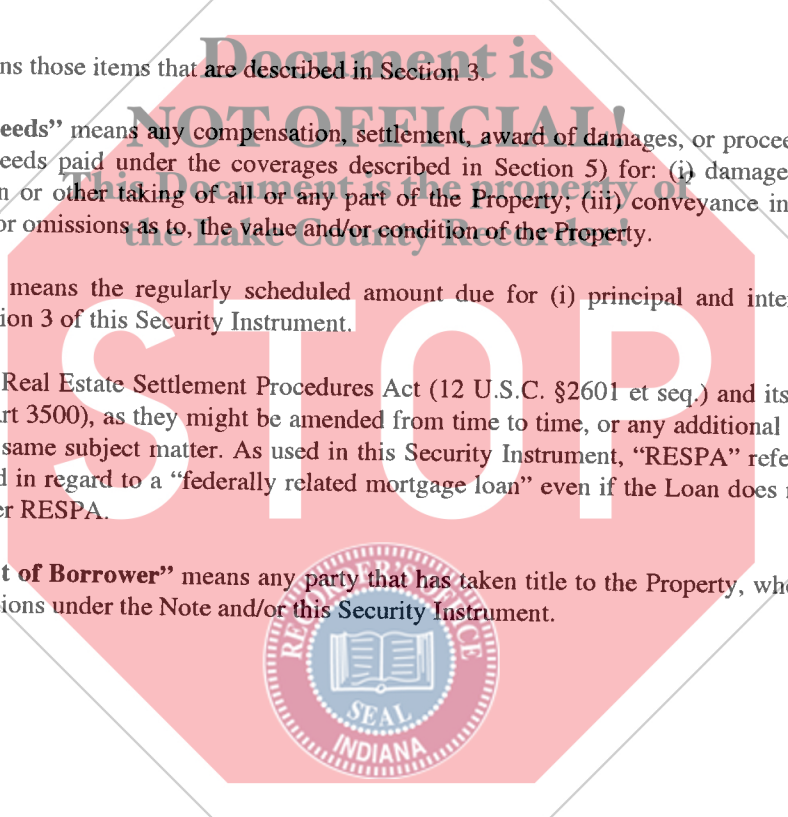 Document is
ns those items that are described in Section 3.
NOT OFFICIAL!
eeds” means any compensation, settlement, award of damages, or procee
eeds paid under the coverages described in Section 5) for: (i) damage
This Document is the property of
n or other taking of all or any part of the Property; (iii) conveyance in
or omissions as to, the value and/or condition of the Property.
the Lake County Recorder!
means the regularly scheduled amount due for (i) principal and inte
ion 3 of this Security Instrument.
STOP
Real Estate Settlement Procedures Act (12 U.S.C. §2601 et seq.) and its
rt 3500), as they might be amended from time to time, or any additional
same subject matter. As used in this Security Instrument, “RESPA” refe
d in regard to a “federally related mortgage loan” even if the Loan does
er RESPA.
t of Borrower” means any party that has taken title to the Property, whe
ions under the Note and/or this Security Instrument.
RECORDER'S OFFICE
SEAL
INDIANA